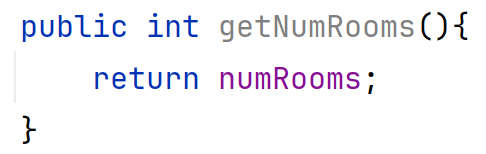 public int getNumRooms(){
    return numRooms;
}